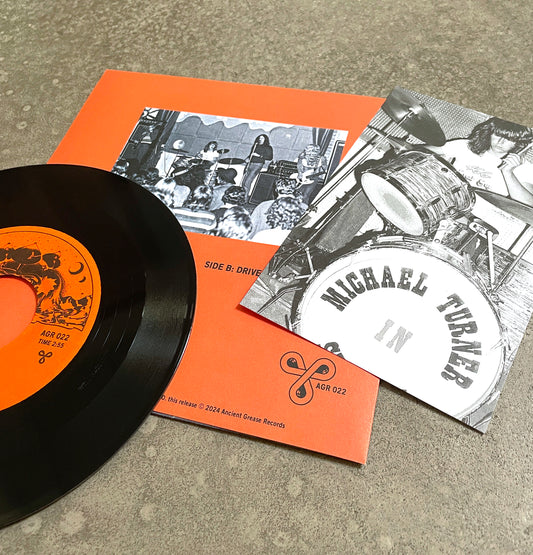 SIDE B: DRIVE
AGR 022
TIME 2:55
AGR 022
this release © 2024 Ancient Grease Records
MICHAEL TURNER
IN